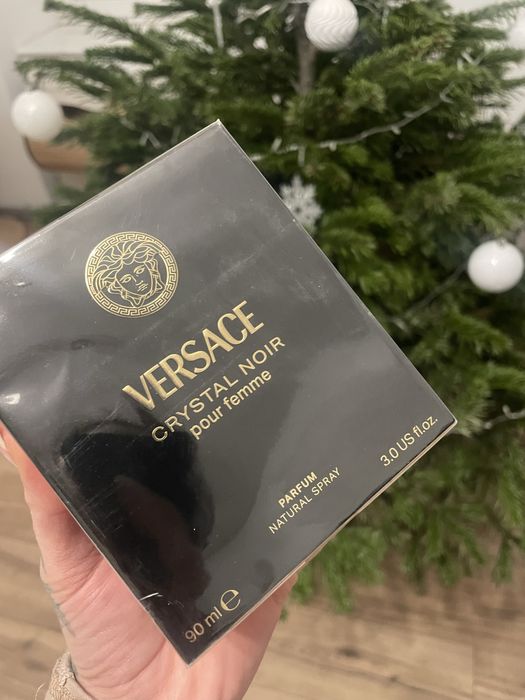 VERSACE
CRYSTAL NOIR
pour femme
PARFUM
NATURAL SPRAY
3.0 US fl.oz.
90 ml ℮